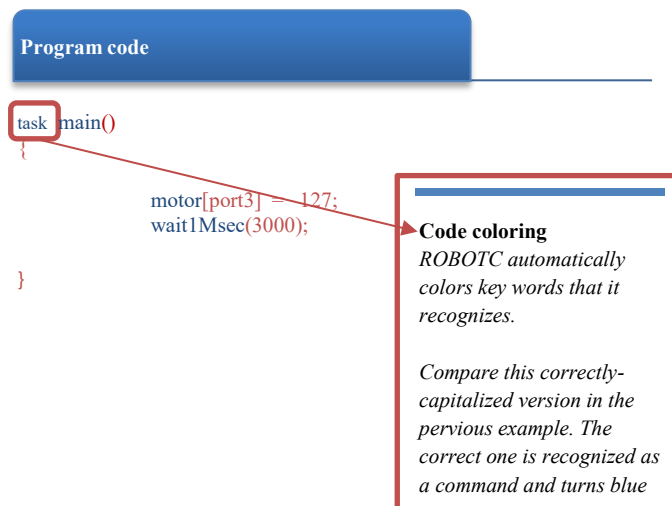 Program code
task main()
{
motor[port3] = 127;
wait1Msec(3000);
}
Code coloring
ROBOTC automatically
colors key words that it
recognizes.
Compare this correctly-
capitalized version in the
pervious example. The
correct one is recognized as
a command and turns blue